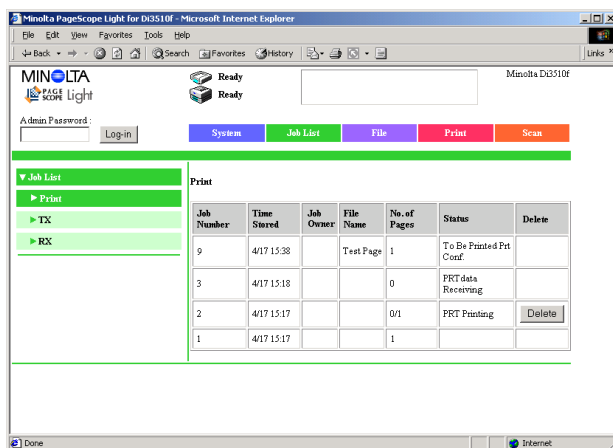 Minolta PageScope Light for Di3510f - Microsoft Internet Explorer
File Edit View Favorites Tools Help
Back Search Favorites History Links »
MINOLTA Ready Minolta Di3510f
PAGE SCOPE Light Ready
Admin Password :
Log-in System Job List File Print Scan
Job List
Print
TX
RX
Print
Job Number Time Stored Job Owner File Name No. of Pages Status Delete
9 4/17 15:38 Test Page 1 To Be Printed Prt Conf.
3 4/17 15:18 0 PRTdata Receiving
2 4/17 15:17 0/1 PRT Printing Delete
1 4/17 15:17 1
Done Internet